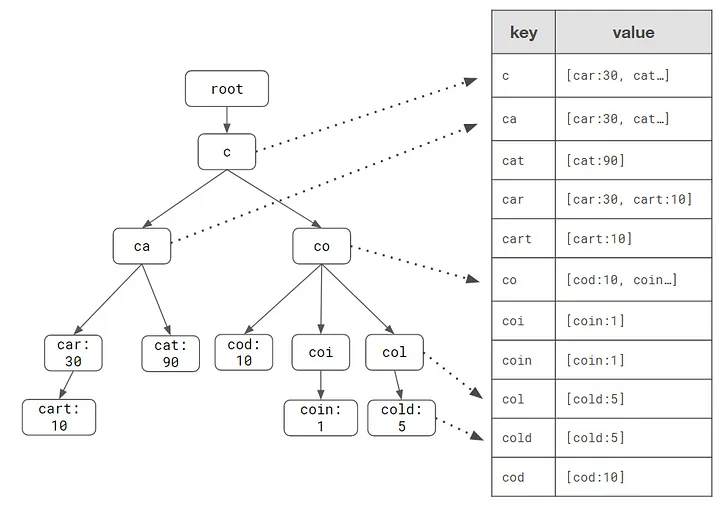 root
c
ca
co
car:
30
cat:
90
cod:
10
coi
col
cart:
10
coin:
1
cold:
5
key value
c [car:30, cat…]
ca [car:30, cat…]
cat [cat:90]
car [car:30, cart:10]
cart [cart:10]
co [cod:10, coin…]
coi [coin:1]
coin [coin:1]
col [cold:5]
cold [cold:5]
cod [cod:10]